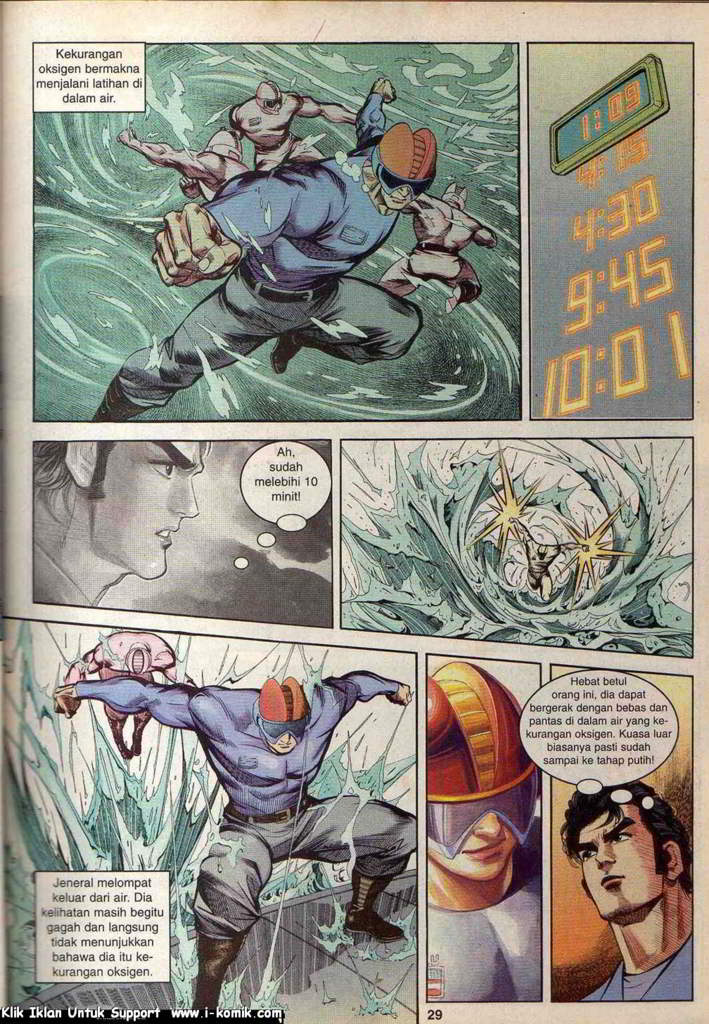 Kekurangan
oksigen bermakna
menjalani latihan di
dalam air.
1:09
4:15
4:30
9:45
10:01
Ah,
sudah
melebihi 10
minit!
Jeneral melompat
keluar dari air. Dia
kelihatan masih begitu
gagah dan langsung
tidak menunjukkan
bahawa dia itu ke-
kurangan oksigen.
Hebat betul
orang ini, dia dapat
bergerak dengan bebas dan
pantas di dalam air yang ke-
kurangan oksigen. Kuasa luar
biasanya pasti sudah
sampai ke tahap putih!
Klik Iklan Untuk Support www.i-komik.com
29